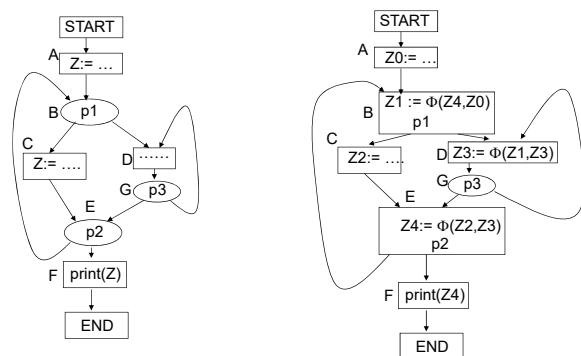 START
A
Z:= ...
B
p1
C
Z:= ....
D
......
G
p3
E
p2
F
print(Z)
END
START
A
Z0:= ...
Z1 := Φ(Z4,Z0)
B
p1
C
Z2:= ....
D
Z3:= Φ(Z1,Z3)
G
p3
E
Z4:= Φ(Z2,Z3)
p2
F
print(Z4)
END